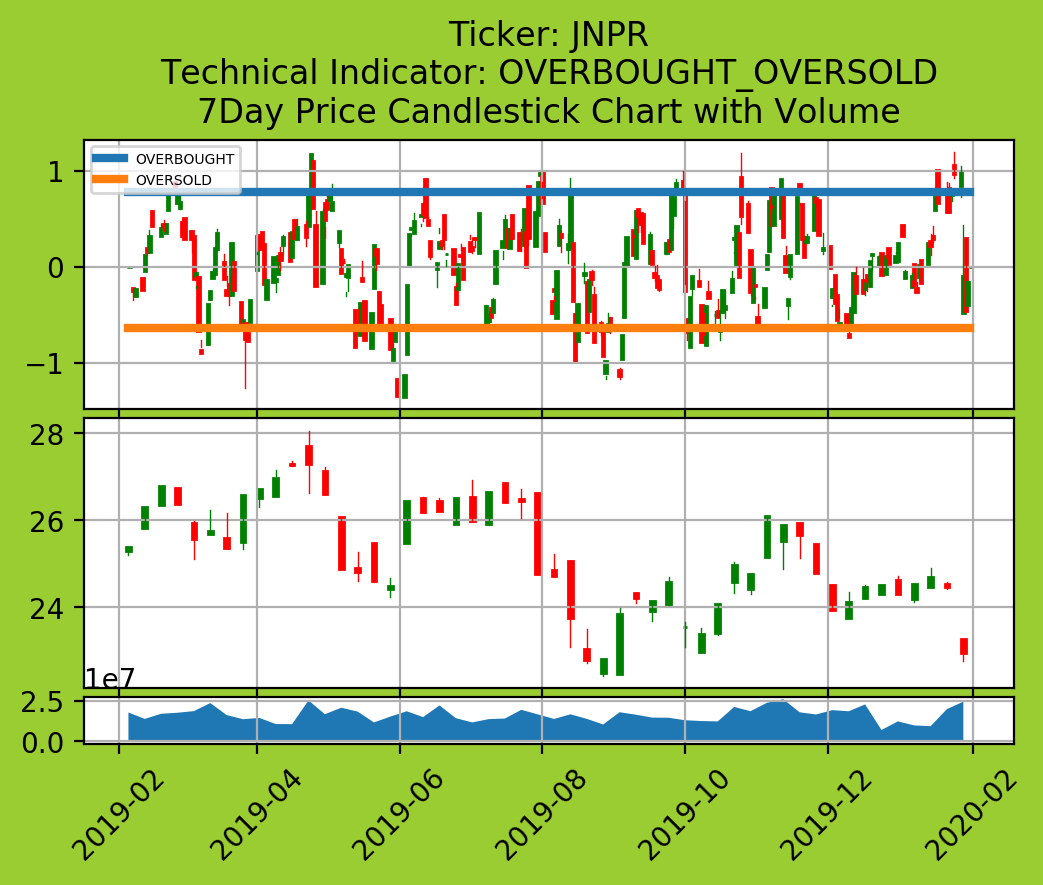 Ticker: JNPR
Technical Indicator: OVERBOUGHT_OVERSOLD
7Day Price Candlestick Chart with Volume
OVERBOUGHT
OVERSOLD
1
0
−1
28
26
24
1e7
2.5
0.0
2019-02
2019-04
2019-06
2019-08
2019-10
2019-12
2020-02